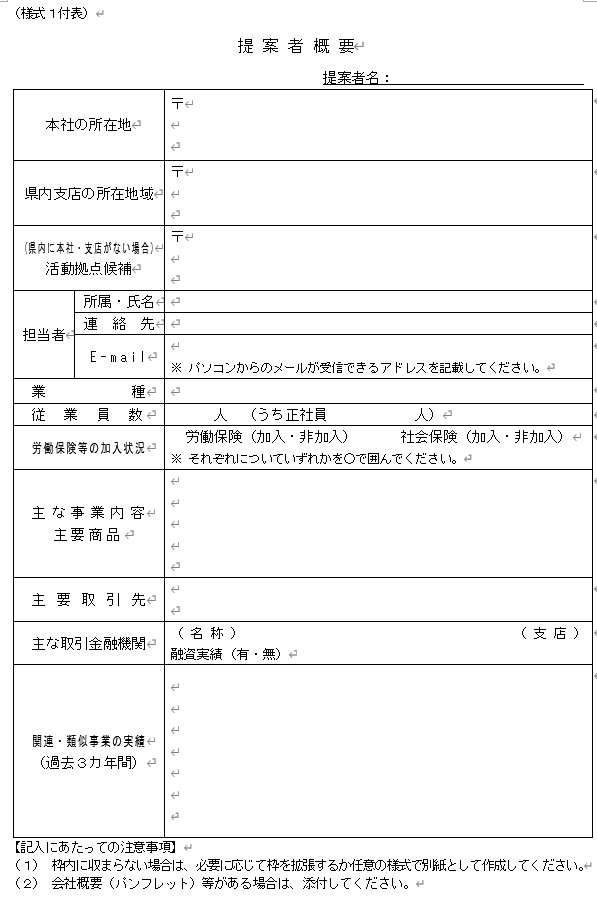 （様式１付表）
提案者概要
提案者名：
本社の所在地
〒
県内支店の所在地域
〒
(県内に本社・支店がない場合)
活動拠点候補
〒
担当者
所属・氏名
連絡先
E-mail
※ パソコンからのメールが受信できるアドレスを記載してください。
業種
従業員数
人　（うち正社員　　　　　人）
労働保険等の加入状況
労働保険（加入・非加入）　　　社会保険（加入・非加入）
※ それぞれについていずれかを○で囲んでください。
主な事業内容
主要商品
主要取引先
主な取引金融機関
（名称）　　　（支店）
融資実績（有・無）
関連・類似事業の実績
（過去３カ年間）
【記入にあたっての注意事項】
（１）　枠内に収まらない場合は、必要に応じて枠を拡張するか任意の様式で別紙として作成してください。
（２）　会社概要（パンフレット）等がある場合は、添付してください。